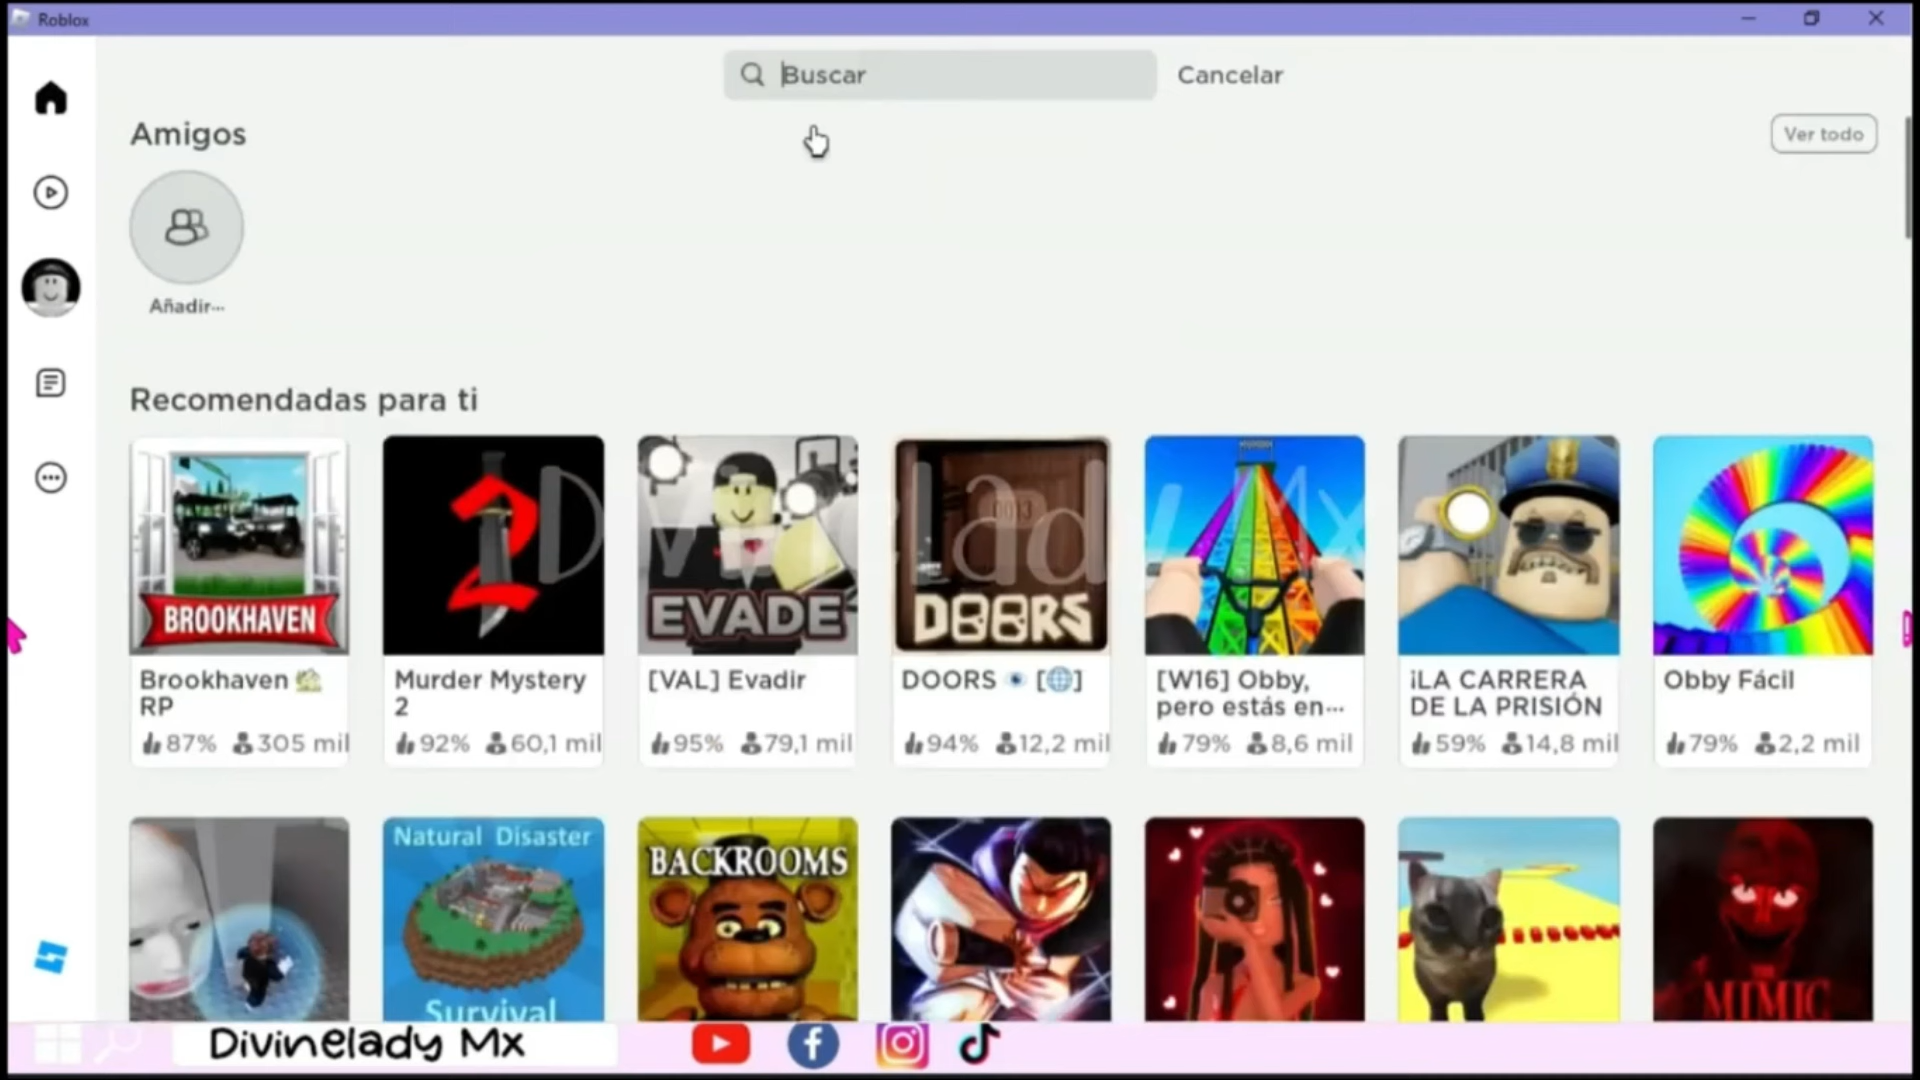 Roblox
Buscar
Cancelar
Amigos
Ver todo
Añadir...
Recomendadas para ti
Divinelady Mx
BROOKHAVEN
2
EVADE
DOORS
Brookhaven RP
87% 305 mil
Murder Mystery 2
92% 60,1 mil
[VAL] Evadir
95% 79,1 mil
DOORS [ ]
94% 12,2 mil
[W16] Obby, pero estás en...
79% 8,6 mil
¡LA CARRERA DE LA PRISIÓN
59% 14,8 mil
Obby Fácil
79% 2,2 mil
Natural Disaster
Survival
BACKROOMS
MIMIC
Divinelady Mx